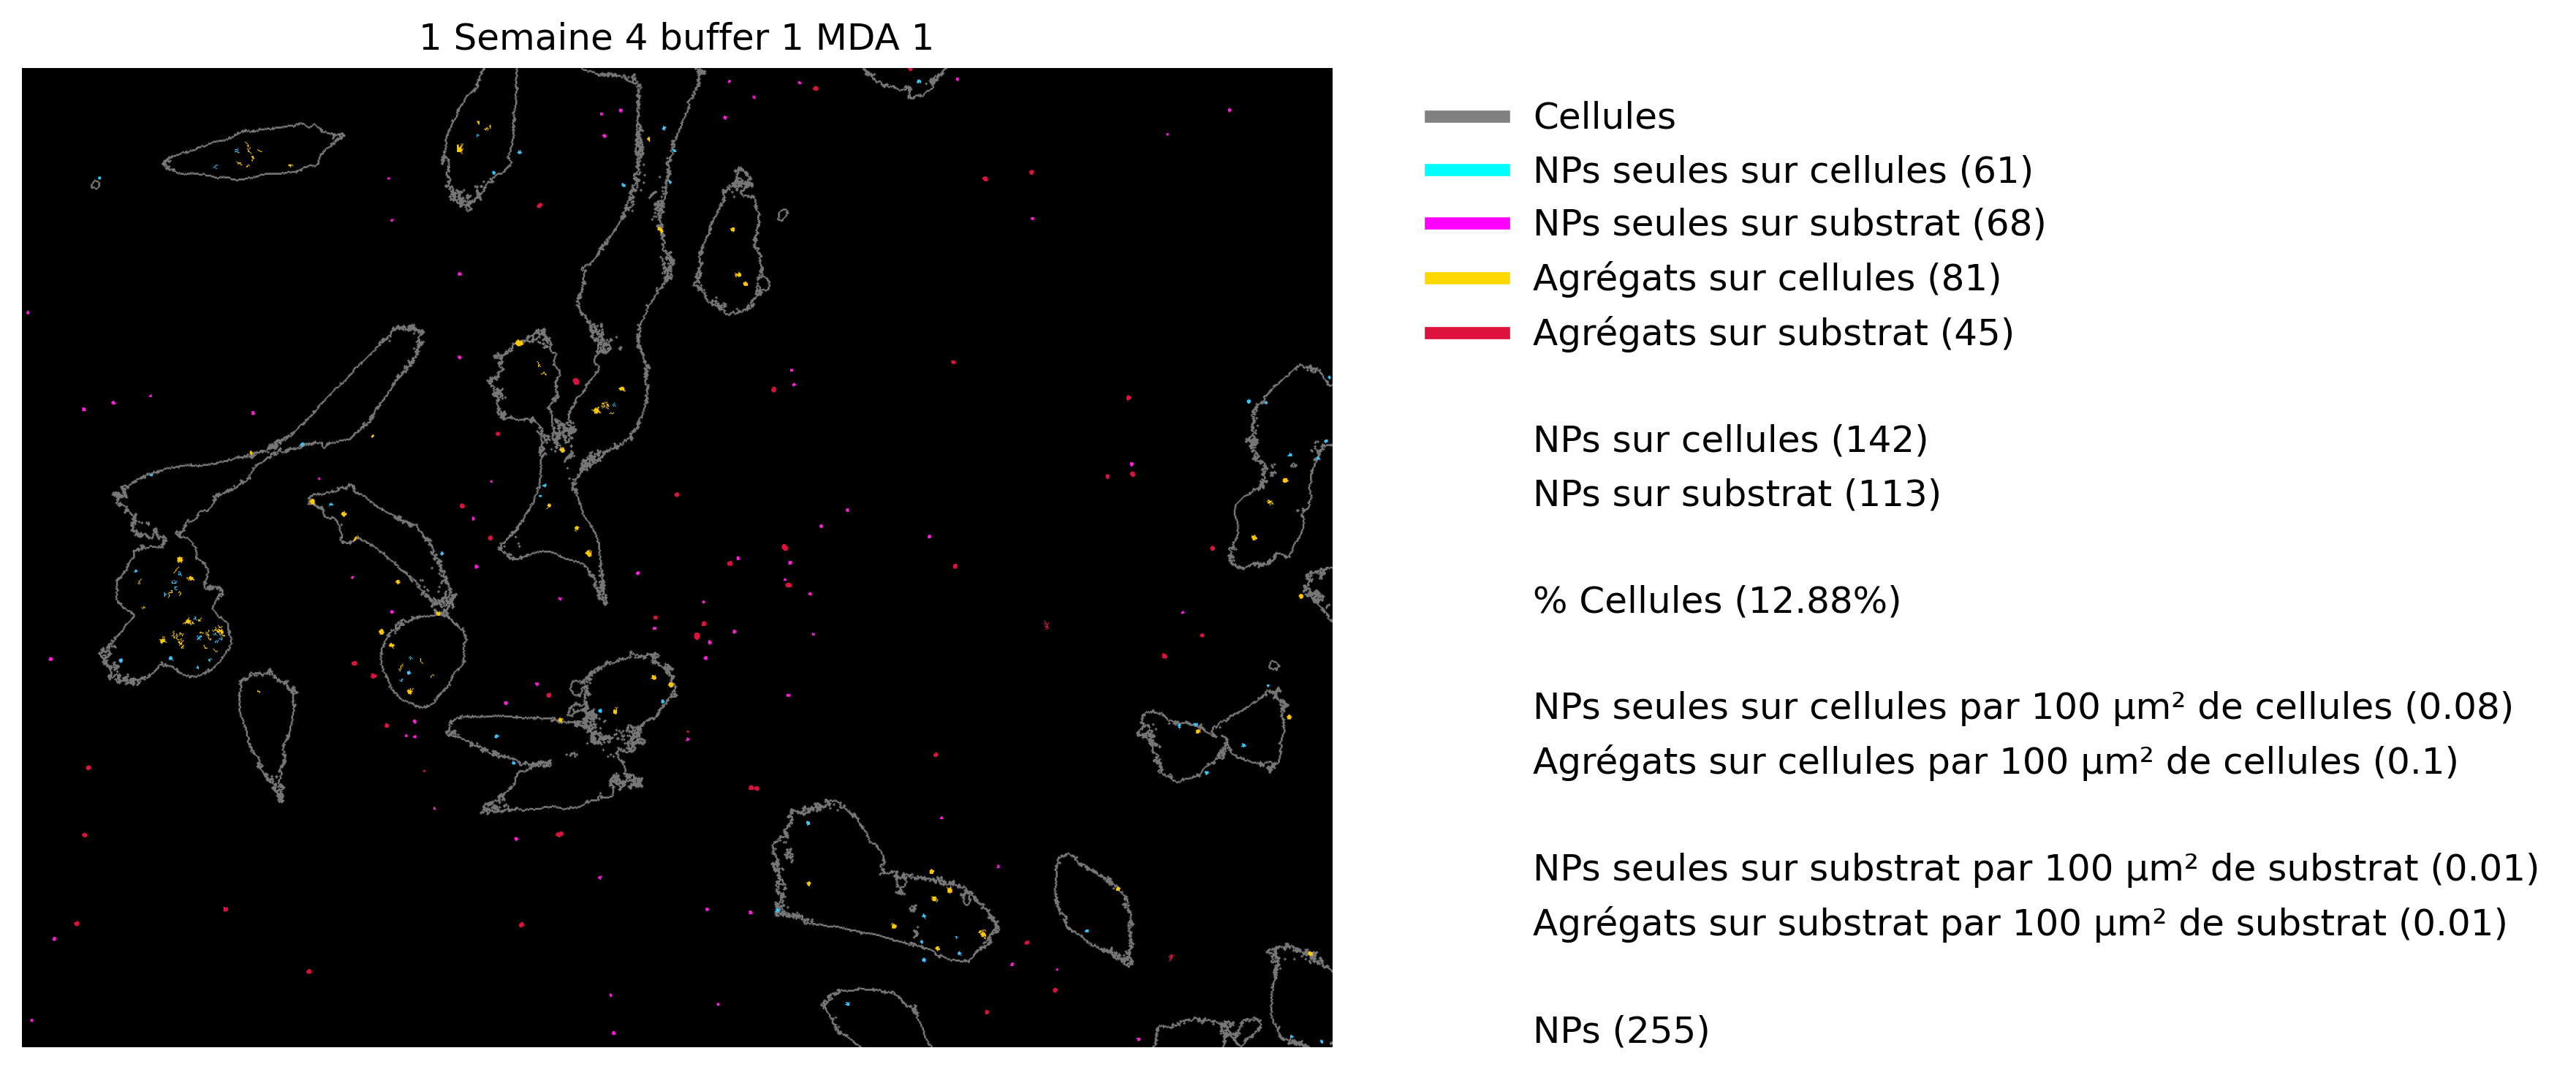 1 Semaine 4 buffer 1 MDA 1
Cellules
NPs seules sur cellules (61)
NPs seules sur substrat (68)
Agrégats sur cellules (81)
Agrégats sur substrat (45)
NPs sur cellules (142)
NPs sur substrat (113)
% Cellules (12.88%)
NPs seules sur cellules par 100 µm² de cellules (0.08)
Agrégats sur cellules par 100 µm² de cellules (0.1)
NPs seules sur substrat par 100 µm² de substrat (0.01)
Agrégats sur substrat par 100 µm² de substrat (0.01)
NPs (255)